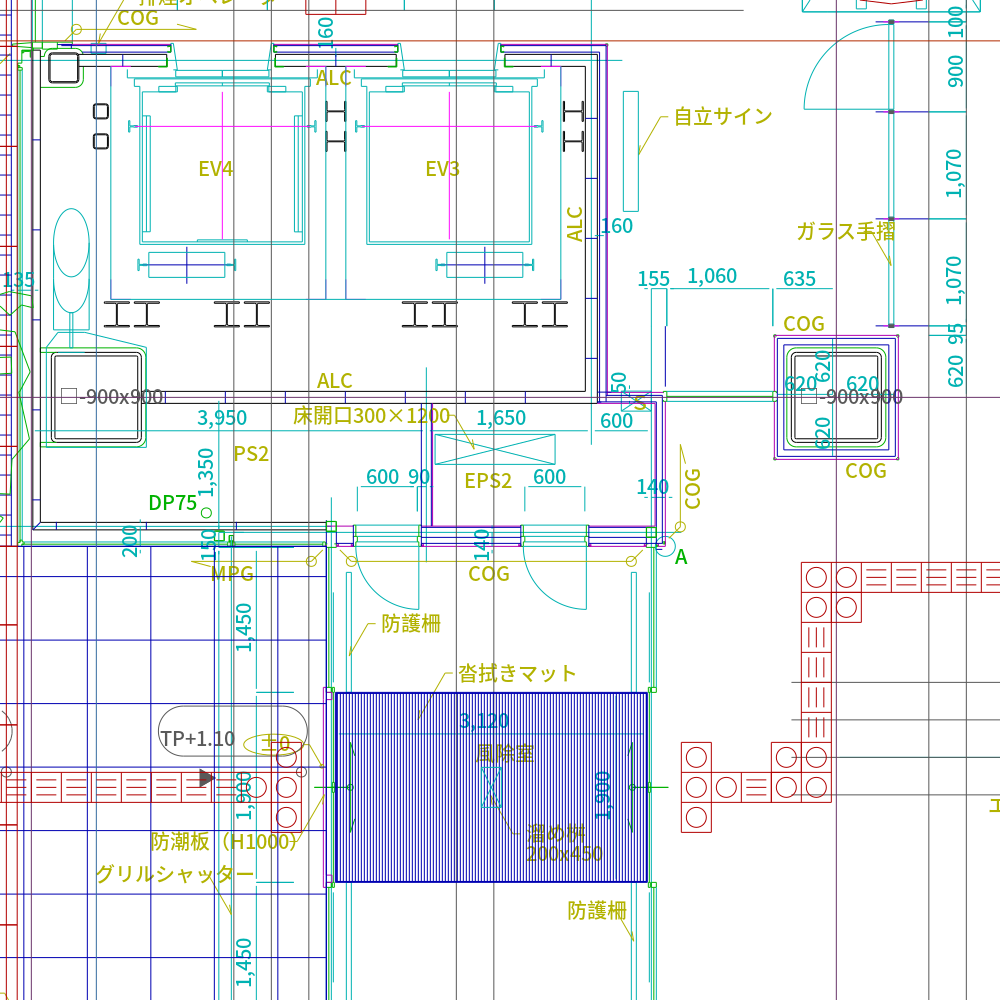 COG
160
100
ALC
900
自立サイン
EV4
EV3
1,070
ALC
160
ガラス手摺
135
155
1,060
635
1,070
COG
95
620
620
620
620
620
ALC
50
-900x900
-900x900
3,950
床開口300×1200
1,650
600
PS2
1,350
EPS2
600
90
600
140
COG
COG
DP75
200
150
140
A
MPG
COG
1,450
防護柵
沓拭きマット
3,120
TP+1.10
±0
風除室
1,900
1,900
溜め桝
200x450
防潮板（H1000）
グリルシャッター
防護柵
1,450